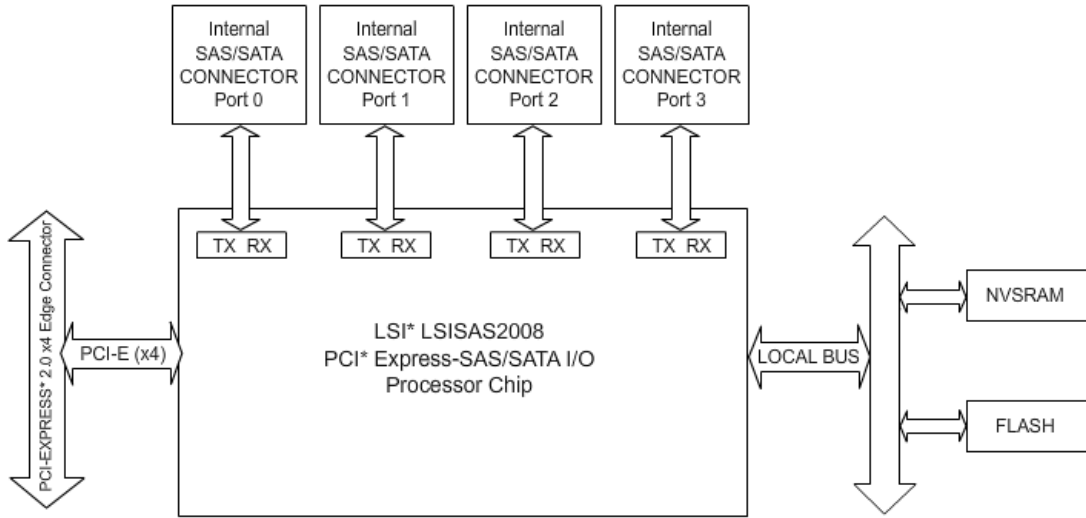 Internal
SAS/SATA
CONNECTOR
Port 0
Internal
SAS/SATA
CONNECTOR
Port 1
Internal
SAS/SATA
CONNECTOR
Port 2
Internal
SAS/SATA
CONNECTOR
Port 3
TX RX
TX RX
TX RX
TX RX
PCI-EXPRESS* 2.0 x4 Edge Connector
PCI-E (x4)
LSI* LSISAS2008
PCI* Express-SAS/SATA I/O
Processor Chip
LOCAL BUS
NVSRAM
FLASH